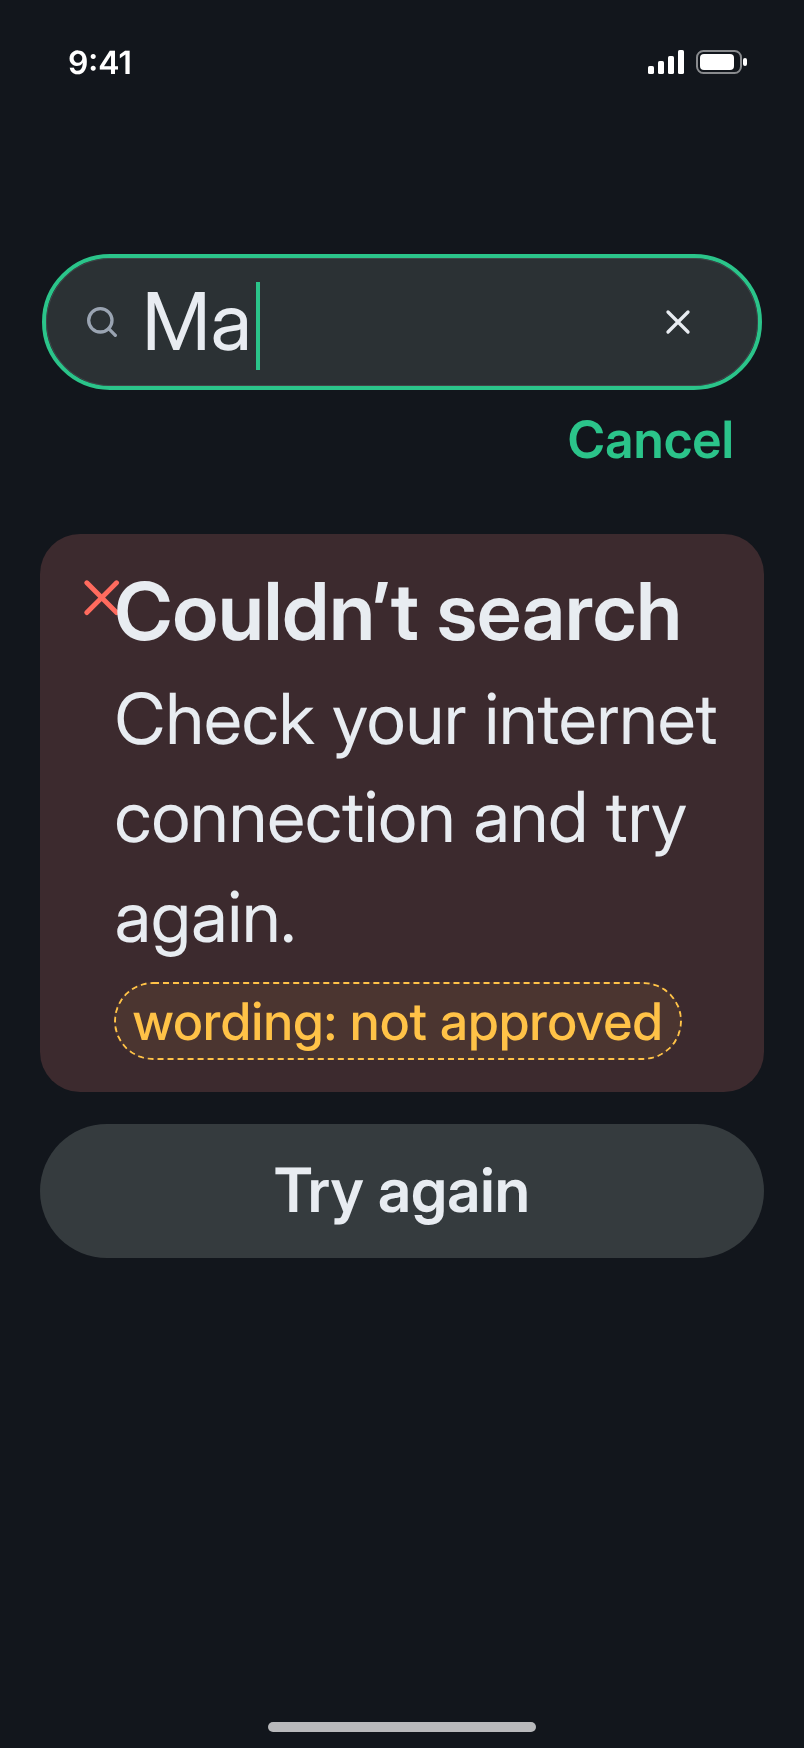 9:41
Ma
Cancel
Couldn’t search
Check your internet
connection and try
again.
wording: not approved
Try again